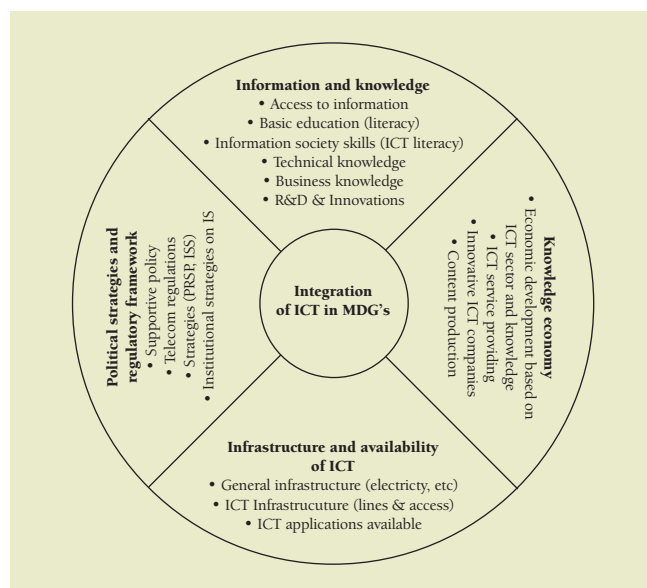 Information and knowledge
• Access to information
• Basic education (literacy)
• Information society skills (ICT literacy)
• Technical knowledge
• Business knowledge
• R&D & Innovations
Political strategies and
regulatory framework
• Supportive policy
• Telecom regulations
• Strategies (PRSP, ISS)
• Institutional strategies on IS
Integration
of ICT in MDG's
Knowledge economy
• Economic development based on
ICT sector and knowledge
• ICT service providing
• Innovative ICT companies
• Content production
Infrastructure and availability
of ICT
• General infrastructure (electricty, etc)
• ICT Infrastrucuture (lines & access)
• ICT applications available